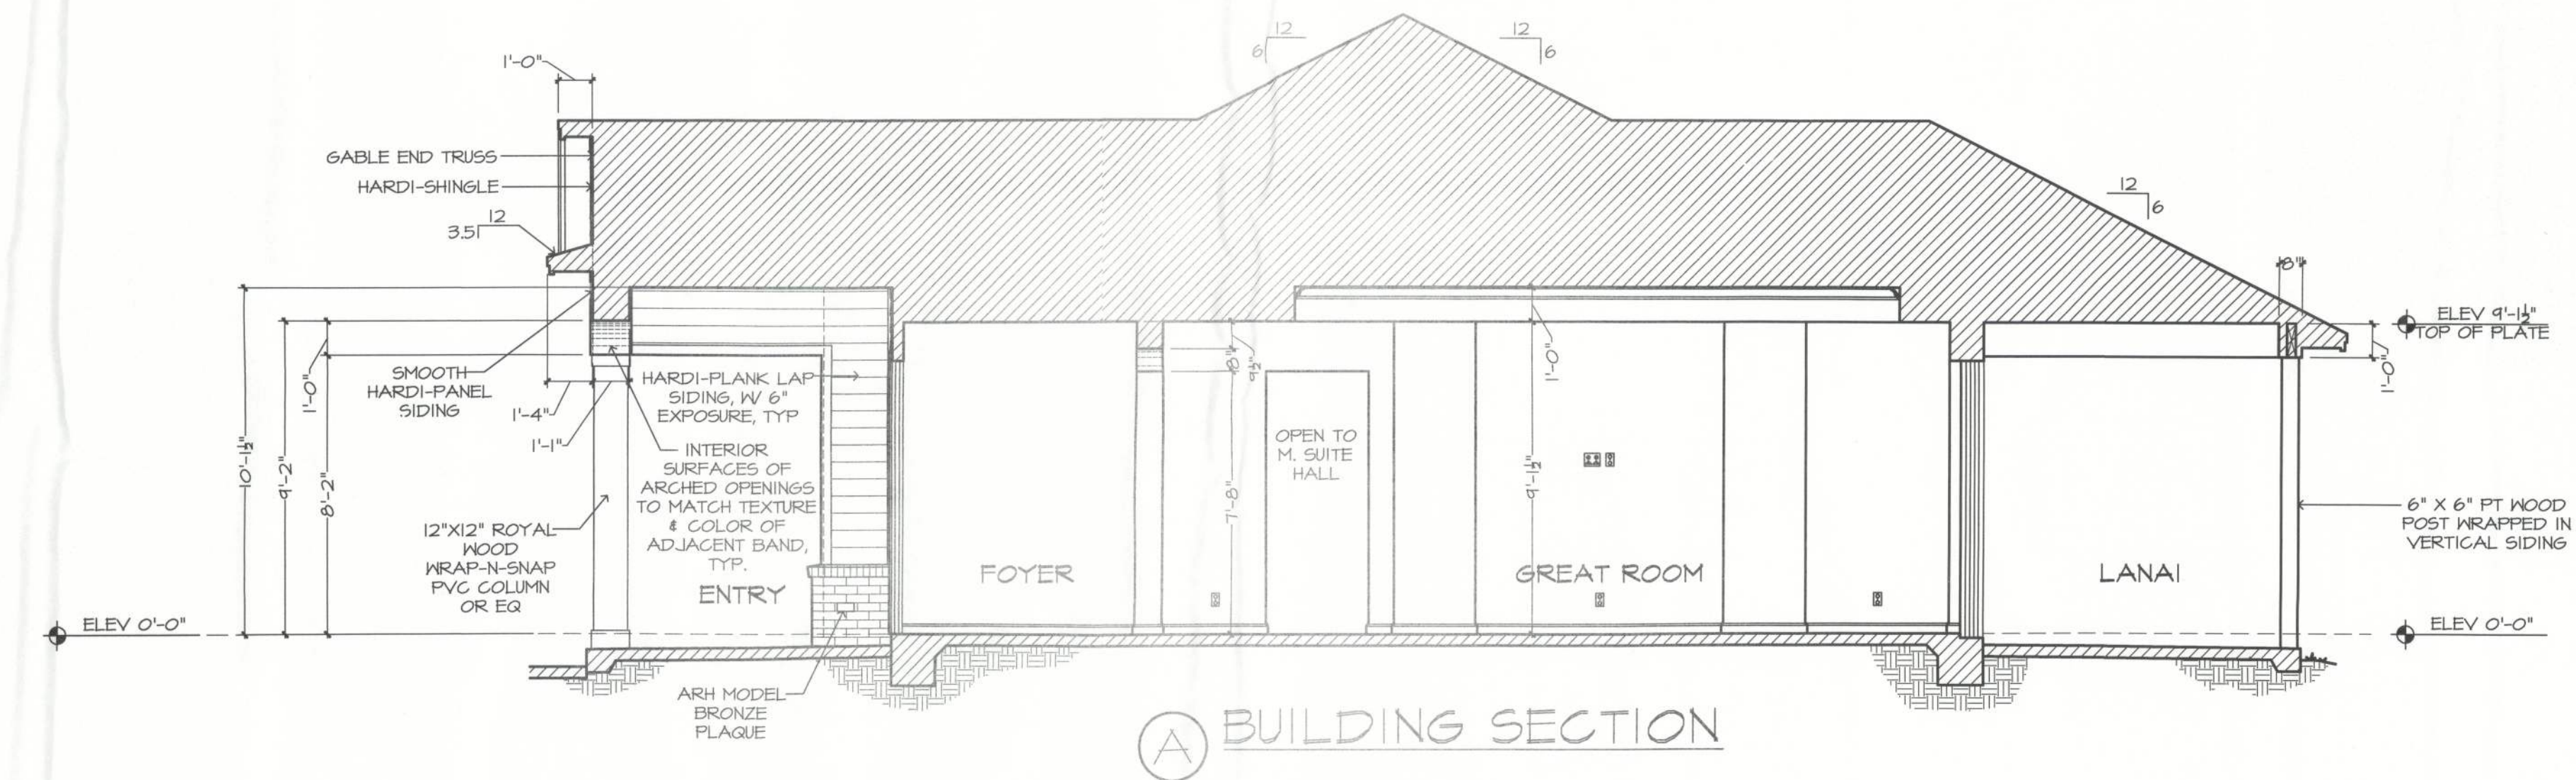 12
6
12
6
1'-0"
GABLE END TRUSS
HARDI-SHINGLE
12
3.5
12
6
8"
ELEV 9'-1½"
TOP OF PLATE
1'-0"
10'-1½"
9'-2"
8'-2"
1'-0"
SMOOTH
HARDI-PANEL
SIDING
1'-4"
1'-1"
HARDI-PLANK LAP
SIDING, W/ 6"
EXPOSURE, TYP
INTERIOR
SURFACES OF
ARCHED OPENINGS
TO MATCH TEXTURE
& COLOR OF
ADJACENT BAND,
TYP.
12"X12" ROYAL
WOOD
WRAP-N-SNAP
PVC COLUMN
OR EQ
ENTRY
FOYER
8"
9½"
7'-8"
OPEN TO
M. SUITE
HALL
1'-0"
9'-1½"
GREAT ROOM
LANAI
6" X 6" PT WOOD
POST WRAPPED IN
VERTICAL SIDING
ELEV 0'-0"
ELEV 0'-0"
ARH MODEL
BRONZE
PLAQUE
A BUILDING SECTION